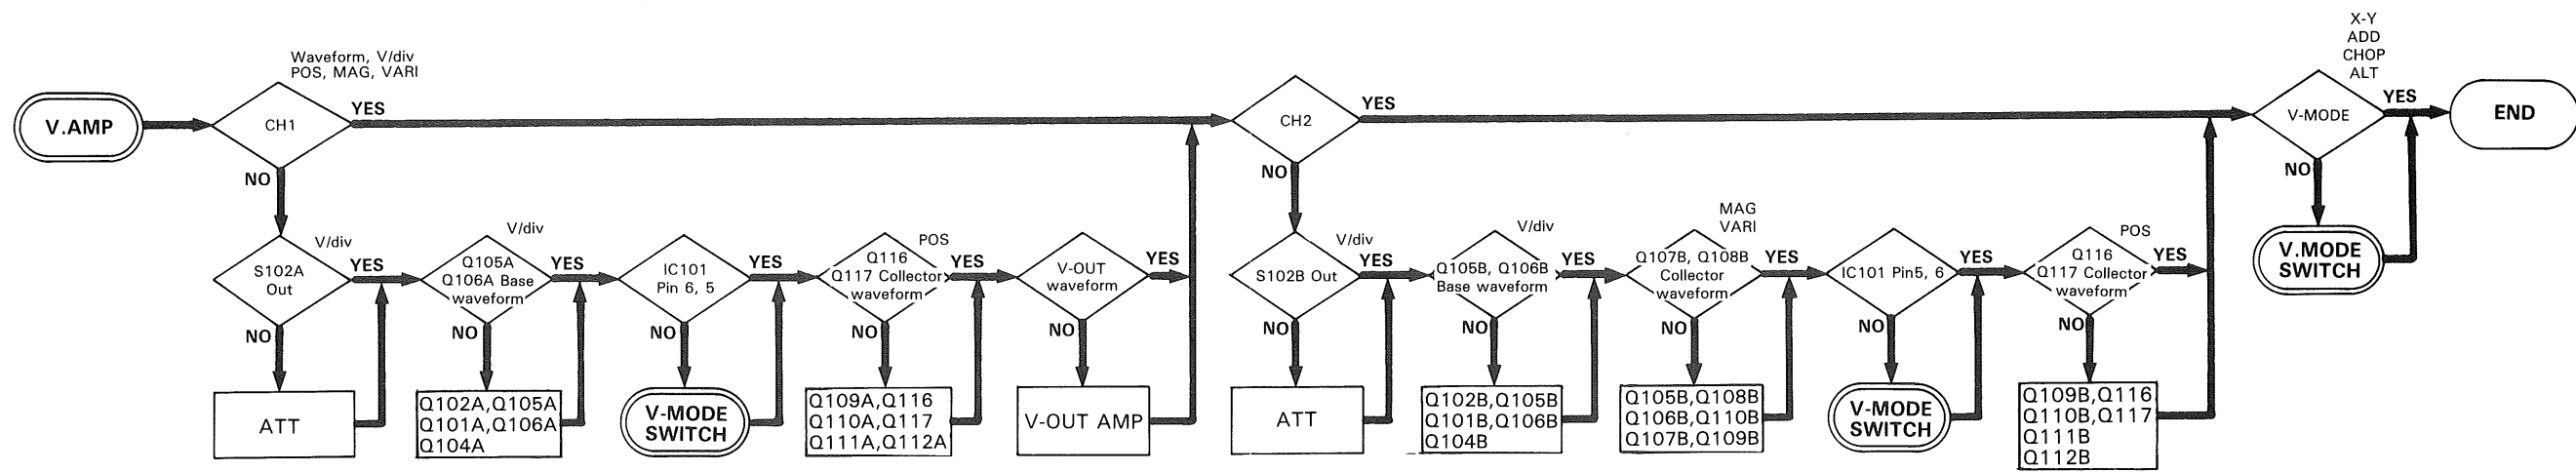 Waveform, V/div
POS, MAG, VARI
V.AMP
CH1
YES
NO
S102A
Out
V/div
YES
NO
ATT
Q105A
Q106A Base
waveform
V/div
YES
NO
Q102A,Q105A
Q101A,Q106A
Q104A
IC101
Pin 6, 5
YES
NO
V-MODE
SWITCH
Q116
Q117 Collector
waveform
POS
YES
NO
Q109A,Q116
Q110A,Q117
Q111A,Q112A
V-OUT
waveform
YES
NO
V-OUT AMP
CH2
YES
NO
S102B Out
V/div
YES
NO
ATT
Q105B, Q106B
Base waveform
V/div
YES
NO
Q102B,Q105B
Q101B,Q106B
Q104B
MAG
VARI
Q107B, Q108B
Collector
waveform
YES
NO
Q105B,Q108B
Q106B,Q110B
Q107B,Q109B
IC101 Pin5, 6
YES
NO
V-MODE
SWITCH
Q116
Q117 Collector
waveform
POS
YES
NO
Q109B,Q116
Q110B,Q117
Q111B
Q112B
X-Y
ADD
CHOP
ALT
V-MODE
YES
NO
V.MODE
SWITCH
END